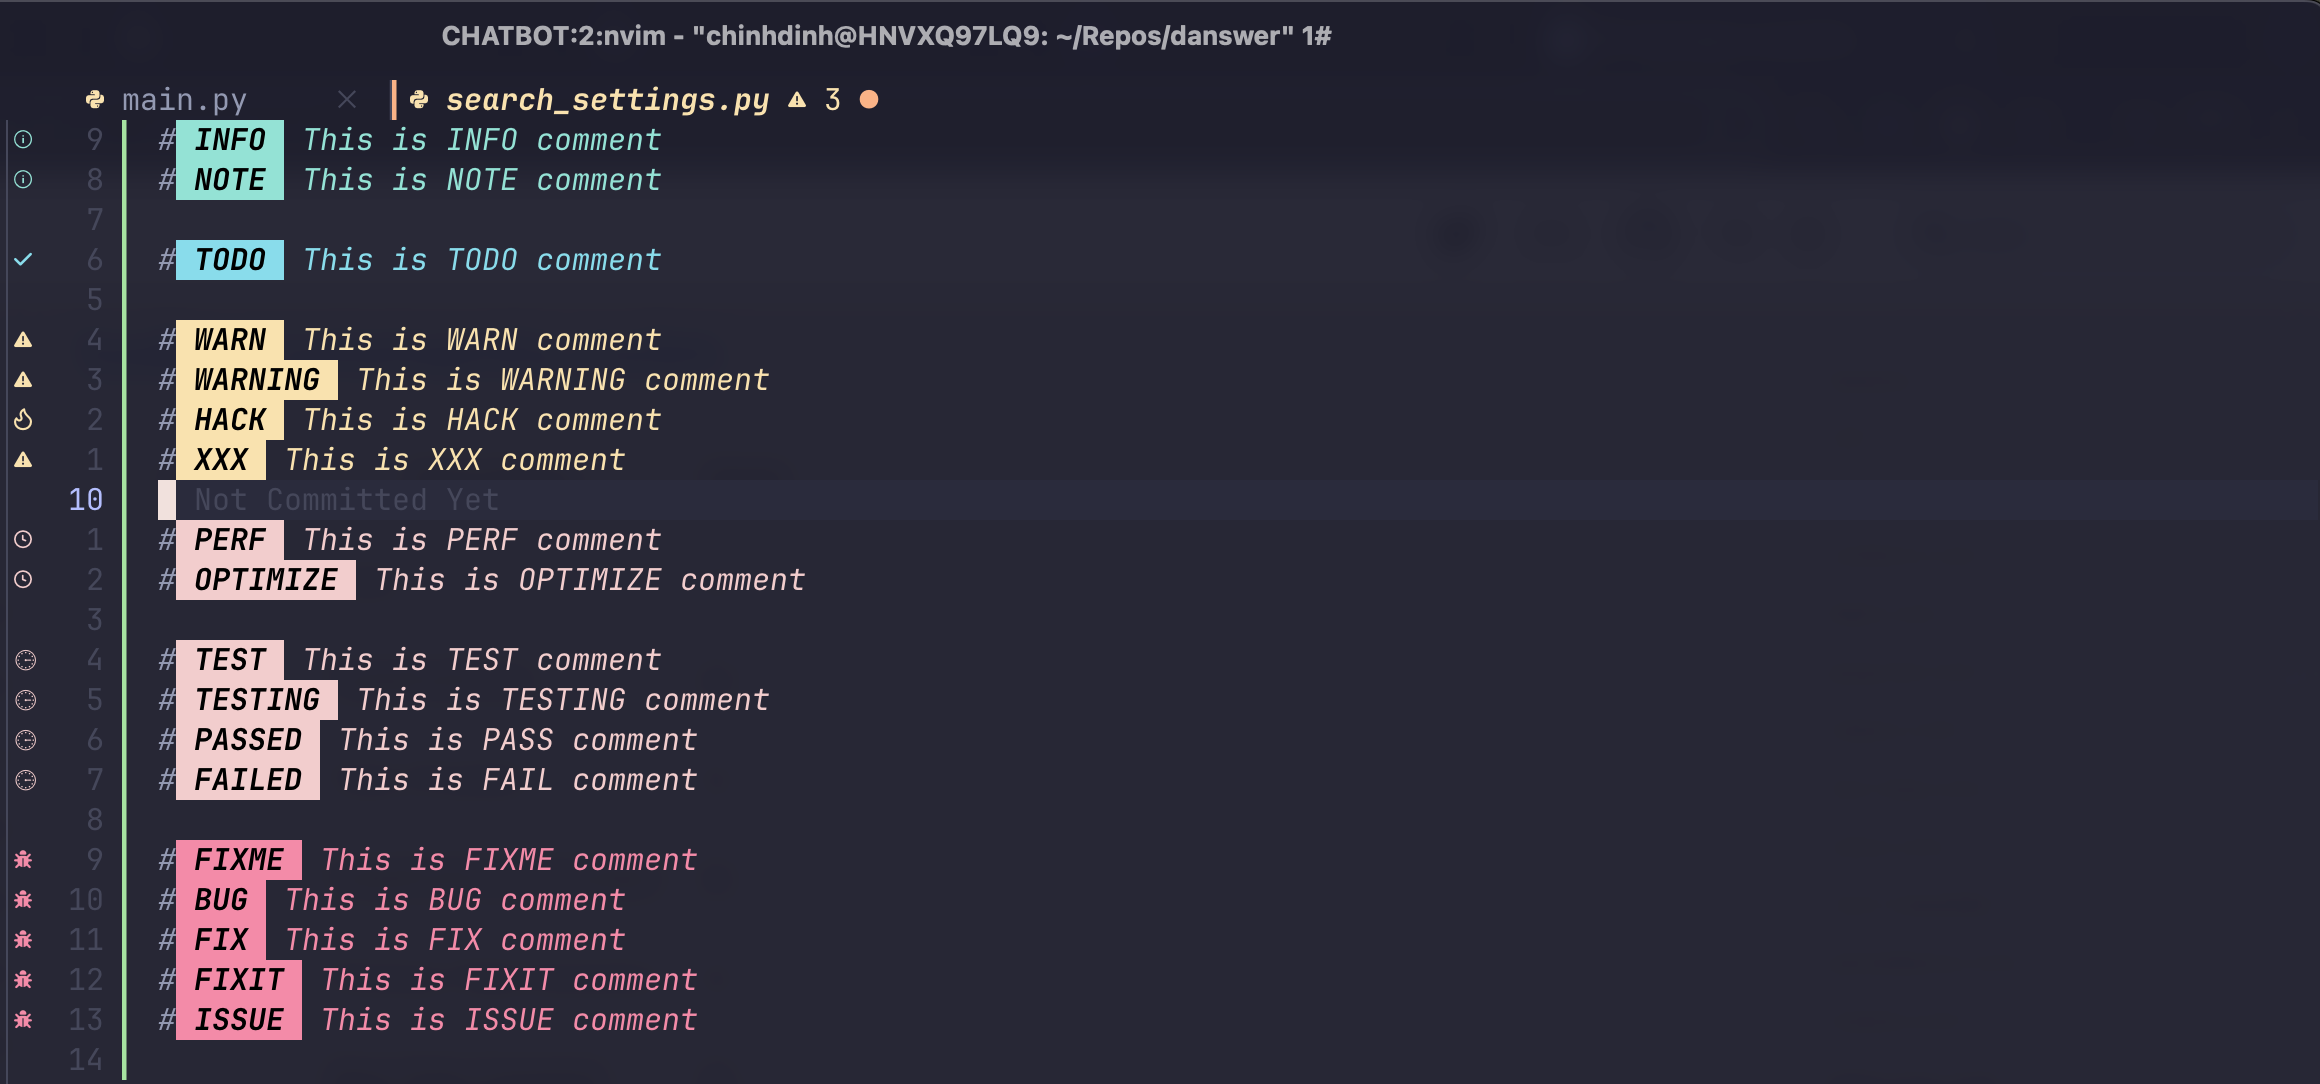 CHATBOT:2:nvim - "chinhdinh@HNVXQ97LQ9: ~/Repos/danswer" 1#
main.py × search_settings.py 3
9 # INFO This is INFO comment
8 # NOTE This is NOTE comment
7
6 # TODO This is TODO comment
5
4 # WARN This is WARN comment
3 # WARNING This is WARNING comment
2 # HACK This is HACK comment
1 # XXX This is XXX comment
10 Not Committed Yet
1 # PERF This is PERF comment
2 # OPTIMIZE This is OPTIMIZE comment
3
4 # TEST This is TEST comment
5 # TESTING This is TESTING comment
6 # PASSED This is PASS comment
7 # FAILED This is FAIL comment
8
9 # FIXME This is FIXME comment
10 # BUG This is BUG comment
11 # FIX This is FIX comment
12 # FIXIT This is FIXIT comment
13 # ISSUE This is ISSUE comment
14